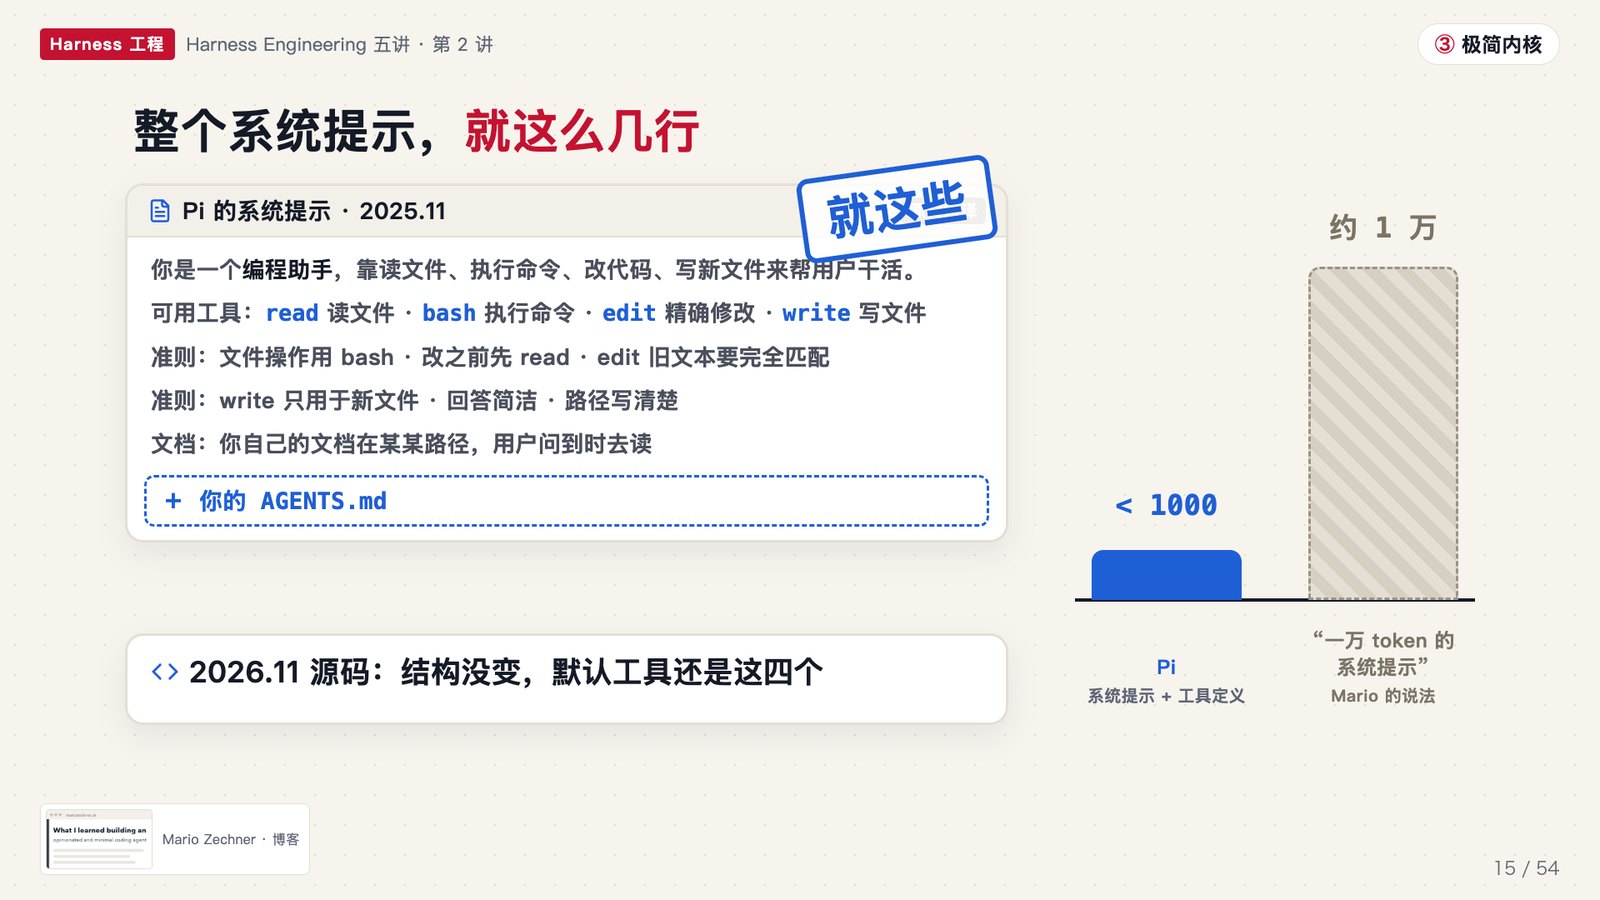 Harness 工程 Harness Engineering 五讲 · 第 2 讲
③ 极简内核
整个系统提示，就这么几行
Pi 的系统提示 · 2025.11
就这些
你是一个编程助手，靠读文件、执行命令、改代码、写新文件来帮用户干活。
可用工具：read 读文件 · bash 执行命令 · edit 精确修改 · write 写文件
准则：文件操作用 bash · 改之前先 read · edit 旧文本要完全匹配
准则：write 只用于新文件 · 回答简洁 · 路径写清楚
文档：你自己的文档在某某路径，用户问到时去读
+ 你的 AGENTS.md
2026.11 源码：结构没变，默认工具还是这四个
约 1 万
< 1000
Pi
系统提示 + 工具定义
“一万 token 的
系统提示”
Mario 的说法
What I learned building an
opinionated and minimal coding agent
Mario Zechner · 博客
15 / 54